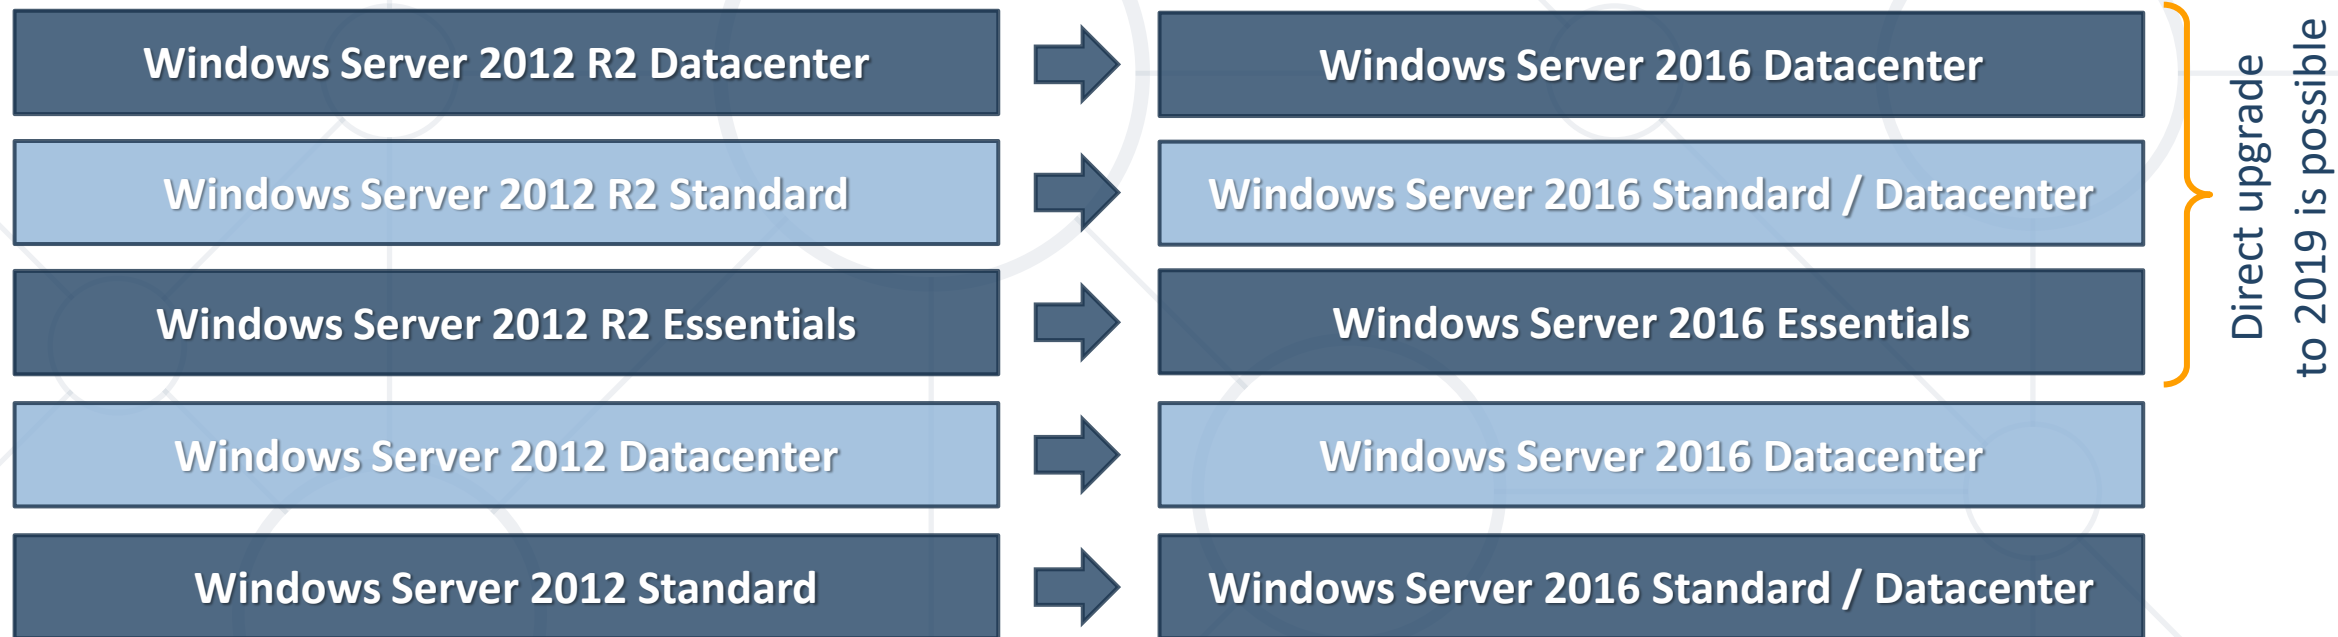 Windows Server 2012 R2 Datacenter
Windows Server 2016 Datacenter
Windows Server 2012 R2 Standard
Windows Server 2016 Standard / Datacenter
Windows Server 2012 R2 Essentials
Windows Server 2016 Essentials
Windows Server 2012 Datacenter
Windows Server 2016 Datacenter
Windows Server 2012 Standard
Windows Server 2016 Standard / Datacenter
Direct upgrade
to 2019 is possible